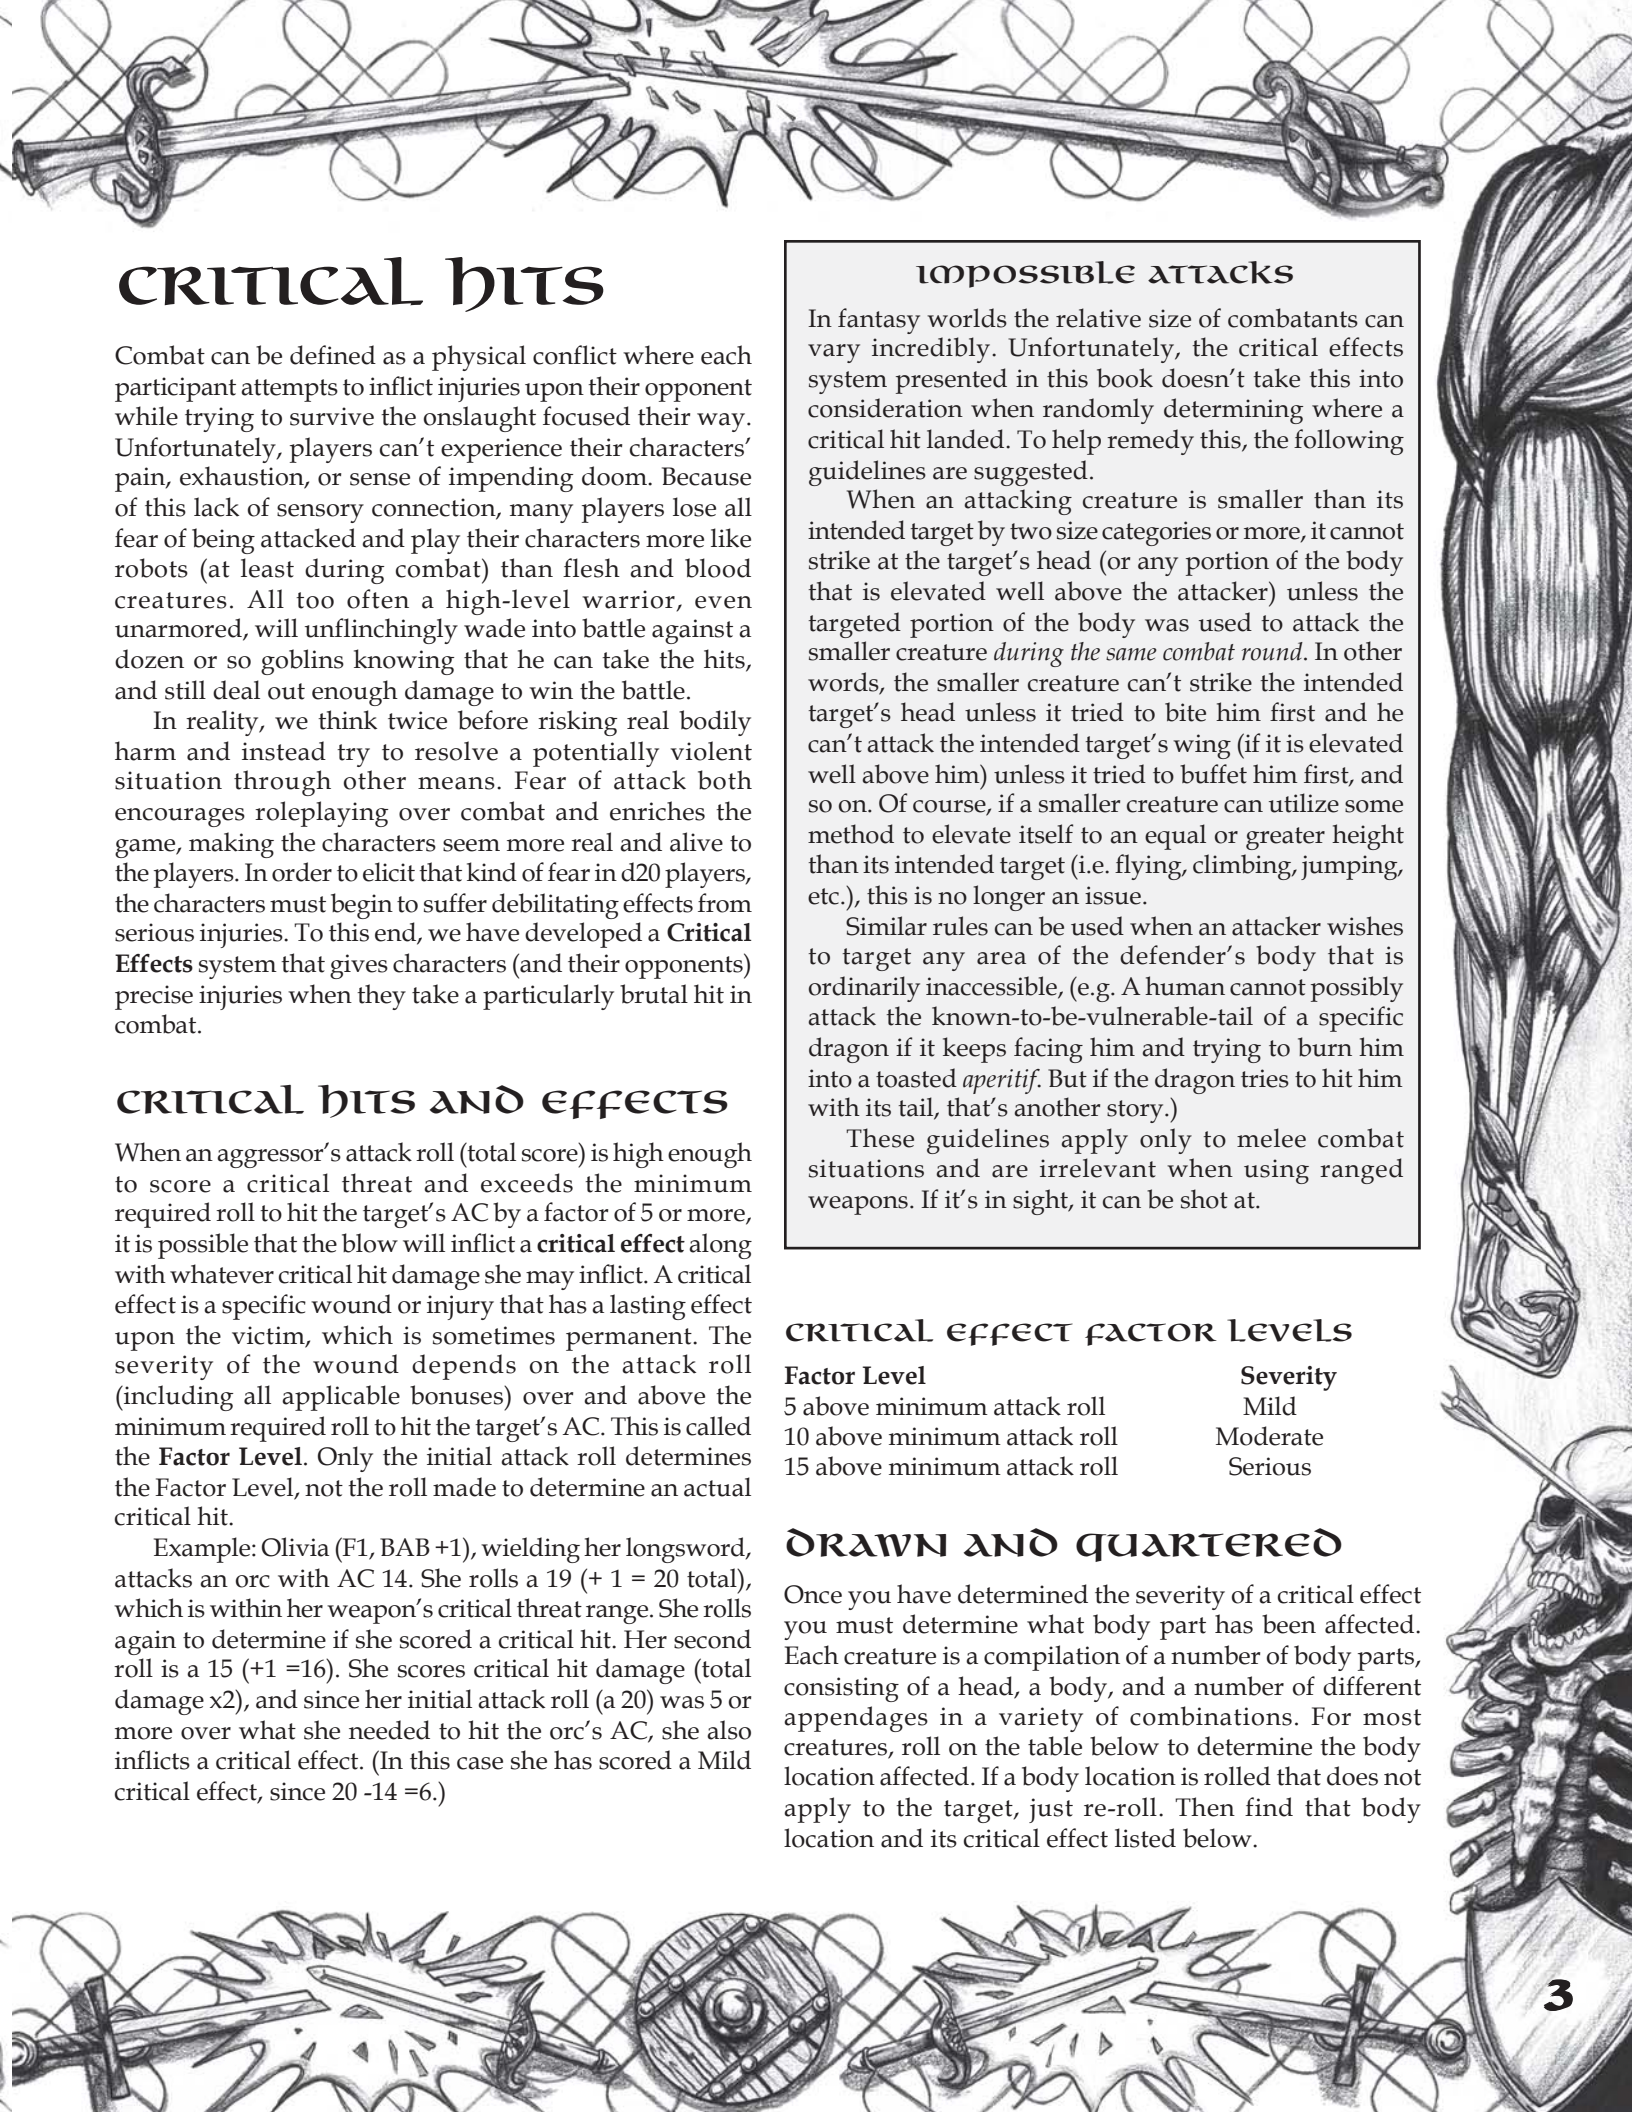 CRITICAL HITS
Combat can be defined as a physical conflict where each
participant attempts to inflict injuries upon their opponent
while trying to survive the onslaught focused their way.
Unfortunately, players can't experience their characters'
pain, exhaustion, or sense of impending doom. Because
of this lack of sensory connection, many players lose all
fear of being attacked and play their characters more like
robots (at least during combat) than flesh and blood
creatures. All too often a high-level warrior, even
unarmored, will unflinchingly wade into battle against a
dozen or so goblins knowing that he can take the hits,
and still deal out enough damage to win the battle.
In reality, we think twice before risking real bodily
harm and instead try to resolve a potentially violent
situation through other means. Fear of attack both
encourages roleplaying over combat and enriches the
game, making the characters seem more real and alive to
the players. In order to elicit that kind of fear in d20 players,
the characters must begin to suffer debilitating effects from
serious injuries. To this end, we have developed a Critical
Effects system that gives characters (and their opponents)
precise injuries when they take a particularly brutal hit in
combat.
CRITICAL HITS AND EFFECTS
When an aggressor's attack roll (total score) is high enough
to score a critical threat and exceeds the minimum
required roll to hit the target's AC by a factor of 5 or more,
it is possible that the blow will inflict a critical effect along
with whatever critical hit damage she may inflict. A critical
effect is a specific wound or injury that has a lasting effect
upon the victim, which is sometimes permanent. The
severity of the wound depends on the attack roll
(including all applicable bonuses) over and above the
minimum required roll to hit the target's AC. This is called
the Factor Level. Only the initial attack roll determines
the Factor Level, not the roll made to determine an actual
critical hit.
Example: Olivia (F1, BAB +1), wielding her longsword,
attacks an orc with AC 14. She rolls a 19 (+ 1 = 20 total),
which is within her weapon's critical threat range. She rolls
again to determine if she scored a critical hit. Her second
roll is a 15 (+1 =16). She scores critical hit damage (total
damage x2), and since her initial attack roll (a 20) was 5 or
more over what she needed to hit the orc's AC, she also
inflicts a critical effect. (In this case she has scored a Mild
critical effect, since 20 -14 =6.)
IMPOSSIBLE ATTACKS
In fantasy worlds the relative size of combatants can
vary incredibly. Unfortunately, the critical effects
system presented in this book doesn't take this into
consideration when randomly determining where a
critical hit landed. To help remedy this, the following
guidelines are suggested.
When an attacking creature is smaller than its
intended target by two size categories or more, it cannot
strike at the target's head (or any portion of the body
that is elevated well above the attacker) unless the
targeted portion of the body was used to attack the
smaller creature during the same combat round. In other
words, the smaller creature can't strike the intended
target's head unless it tried to bite him first and he
can't attack the intended target's wing (if it is elevated
well above him) unless it tried to buffet him first, and
so on. Of course, if a smaller creature can utilize some
method to elevate itself to an equal or greater height
than its intended target (i.e. flying, climbing, jumping,
etc.), this is no longer an issue.
Similar rules can be used when an attacker wishes
to target any area of the defender's body that is
ordinarily inaccessible, (e.g. A human cannot possibly
attack the known-to-be-vulnerable-tail of a specific
dragon if it keeps facing him and trying to burn him
into a toasted aperitif. But if the dragon tries to hit him
with its tail, that's another story.)
These guidelines apply only to melee combat
situations and are irrelevant when using ranged
weapons. If it's in sight, it can be shot at.
CRITICAL EFFECT FACTOR LEVELS
Factor Level Severity
5 above minimum attack roll Mild
10 above minimum attack roll Moderate
15 above minimum attack roll Serious
DRAWN AND QUARTERED
Once you have determined the severity of a critical effect
you must determine what body part has been affected.
Each creature is a compilation of a number of body parts,
consisting of a head, a body, and a number of different
appendages in a variety of combinations. For most
creatures, roll on the table below to determine the body
location affected. If a body location is rolled that does not
apply to the target, just re-roll. Then find that body
location and its critical effect listed below.
3